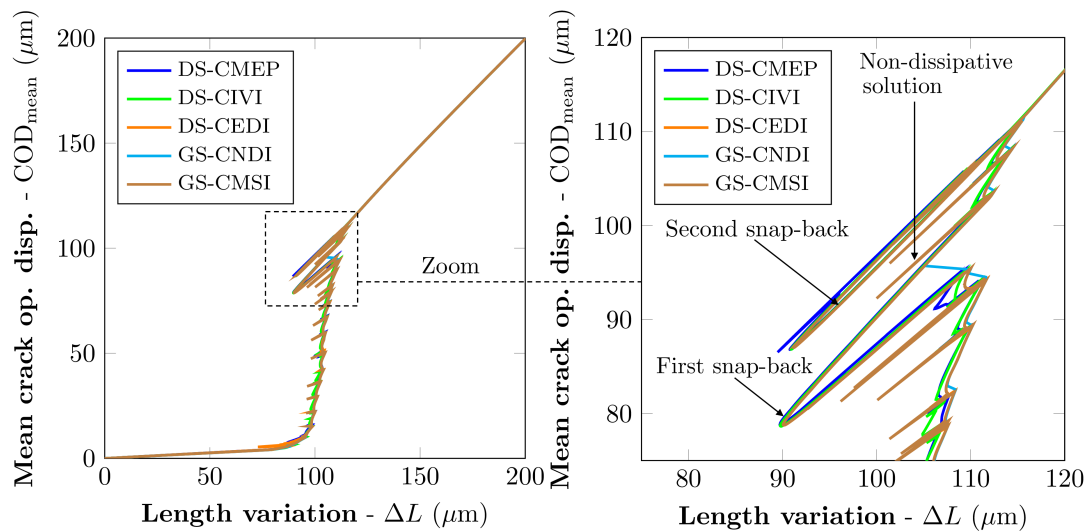 200
150
100
50
0
0
50
100
150
200
Mean crack op. disp. - COD_mean (μm)
Length variation - ΔL (μm)
DS-CMEP
DS-CIVI
DS-CEDI
GS-CNDI
GS-CMSI
Zoom
120
110
100
90
80
80
90
100
110
120
Mean crack op. disp. - COD_mean (μm)
Length variation - ΔL (μm)
DS-CMEP
DS-CIVI
DS-CEDI
GS-CNDI
GS-CMSI
Non-dissipative
solution
Second snap-back
First snap-back